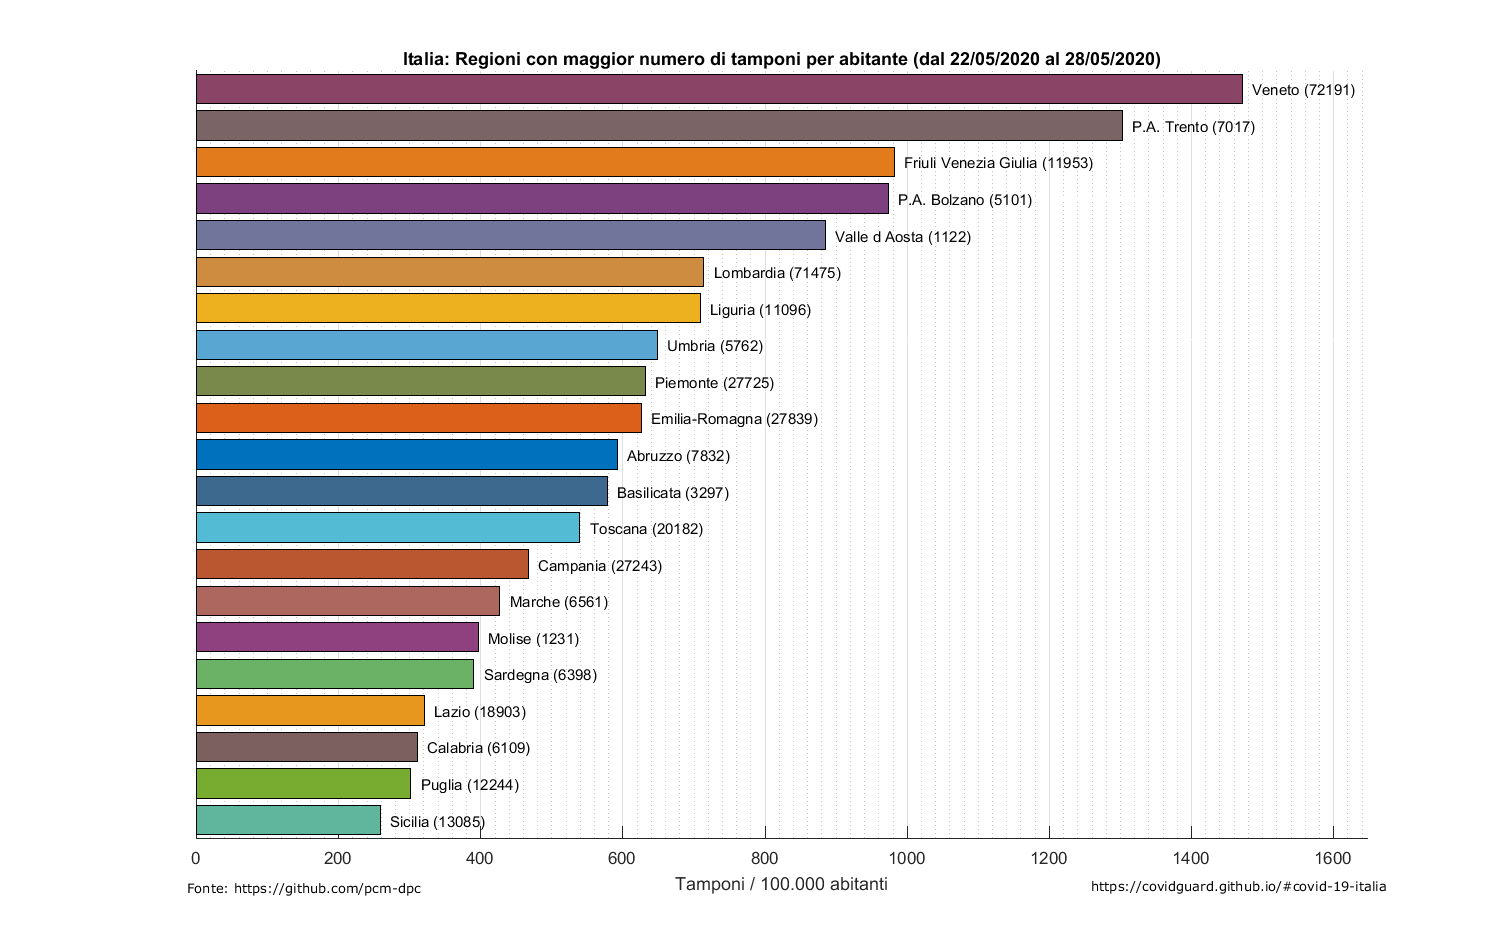 Italia: Regioni con maggior numero di tamponi per abitante (dal 22/05/2020 al 28/05/2020)
Veneto (72191)
P.A. Trento (7017)
Friuli Venezia Giulia (11953)
P.A. Bolzano (5101)
Valle d Aosta (1122)
Lombardia (71475)
Liguria (11096)
Umbria (5762)
Piemonte (27725)
Emilia-Romagna (27839)
Abruzzo (7832)
Basilicata (3297)
Toscana (20182)
Campania (27243)
Marche (6561)
Molise (1231)
Sardegna (6398)
Lazio (18903)
Calabria (6109)
Puglia (12244)
Sicilia (13085)
0 200 400 600 800 1000 1200 1400 1600
Tamponi / 100.000 abitanti
Fonte: https://github.com/pcm-dpc
https://covidguard.github.io/#covid-19-italia